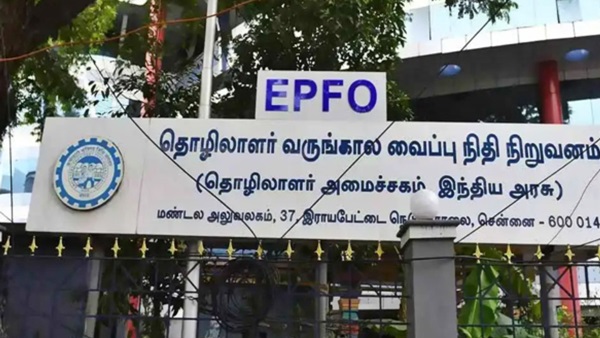 EPFO
தொழிலாளர் வருங்கால வைப்பு நிதி நிறுவனம்
(தொழிலாளர் அமைச்சகம், இந்திய அரசு)
மண்டல அலுவலகம், 37, இராயபேட்டை சென்னை - 600 014